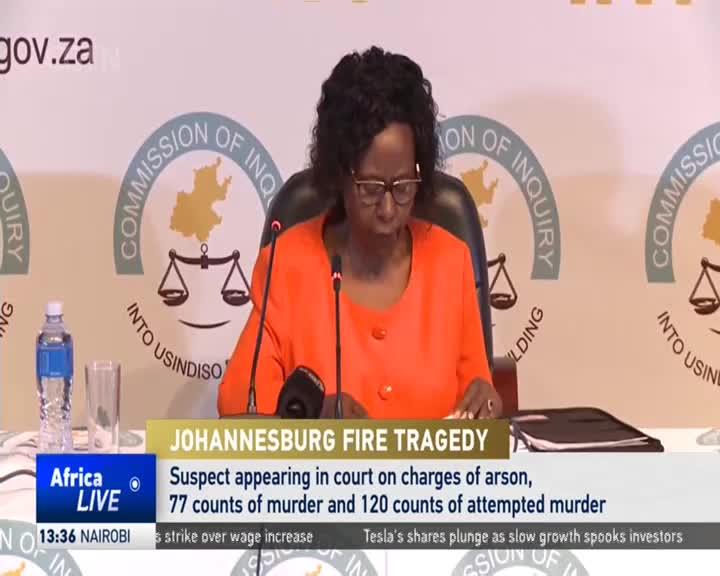 gov.za
COMMISSION OF INQUIRY
INTO USINDISO
COMMISSION OF INQUIRY
INTO USINDISO
JOHANNESBURG FIRE TRAGEDY
Africa
LIVE
Suspect appearing in court on charges of arson,
77 counts of murder and 120 counts of attempted murder
13:36 NAIROBI
s strike over wage increase Tesla's shares plunge as slow growth spooks investors